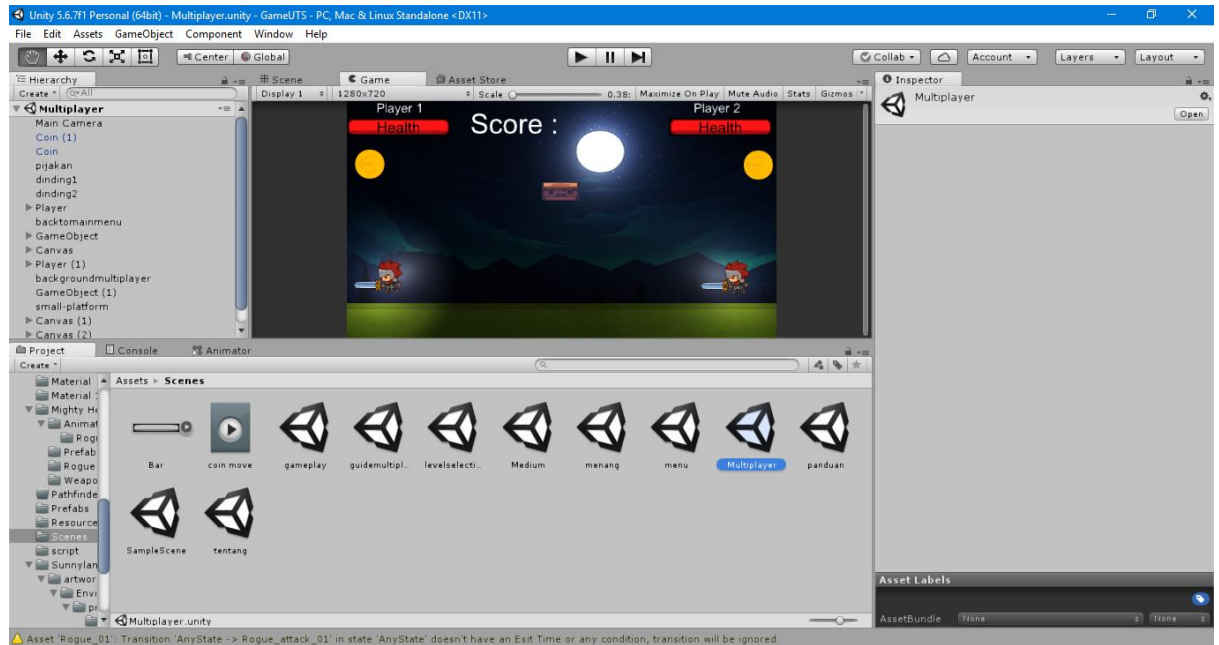 Unity 5.6.7f1 Personal (64bit) - Multiplayer.unity - GameUTS - PC, Mac & Linux Standalone <DX11>
File Edit Assets GameObject Component Window Help
Center Global Collab Account Layers Layout
Hierarchy
Create All
Multiplayer
Main Camera
Coin (1)
Coin
pijakan
dinding1
dinding2
Player
backtomainmenu
GameObject
Canvas
Player (1)
backgroundmultiplayer
GameObject (1)
small-platform
Canvas (1)
Canvas (2)
Scene Game Asset Store
Display 1 1280x720 Scale 0.38: Maximize On Play Mute Audio Stats Gizmos
Player 1 Player 2
Health Score : Health
Inspector
Multiplayer
Open
Project Console Animator
Create
Material
Material
Mighty He
Animat
Rogu
Prefab
Rogue
Weapo
Pathfinde
Prefabs
Resource
Scenes
script
Sunnylan
artwor
Envi
pr
Assets Scenes
Bar coin move gameplay guidemultipl... levelselecti... Medium menang menu Multiplayer panduan
SampleScene tentang
Multiplayer.unity
Asset Labels
AssetBundle None None
Asset 'Rogue_01': Transition 'AnyState -> Rogue_attack_01' in state 'AnyState' doesn't have an Exit Time or any condition, transition will be ignored